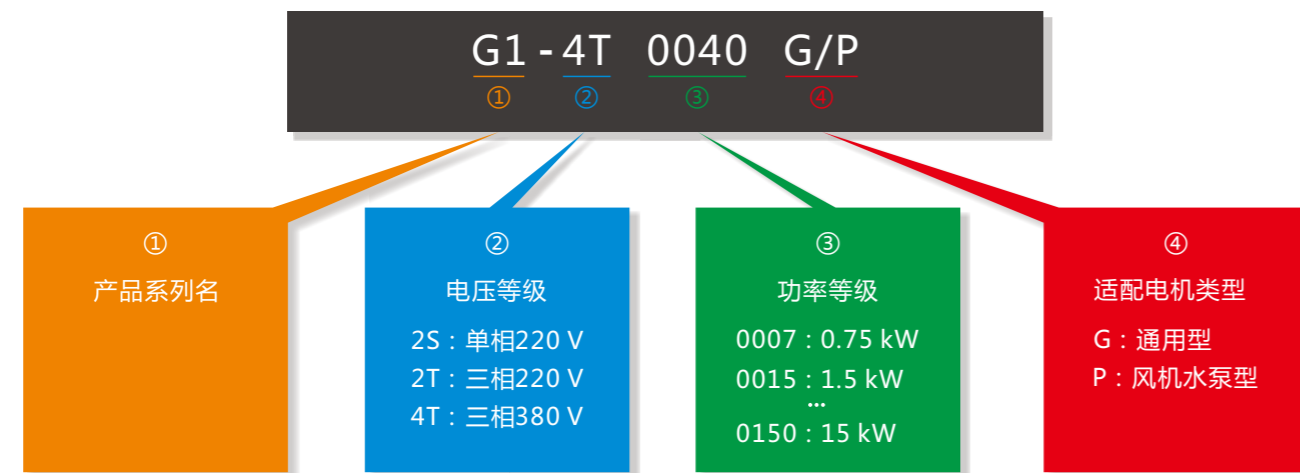 G1 - 4T 0040 G/P
① ② ③ ④
①
产品系列名
②
电压等级
2S：单相220 V
2T：三相220 V
4T：三相380 V
③
功率等级
0007：0.75 kW
0015：1.5 kW
...
0150：15 kW
④
适配电机类型
G：通用型
P：风机水泵型